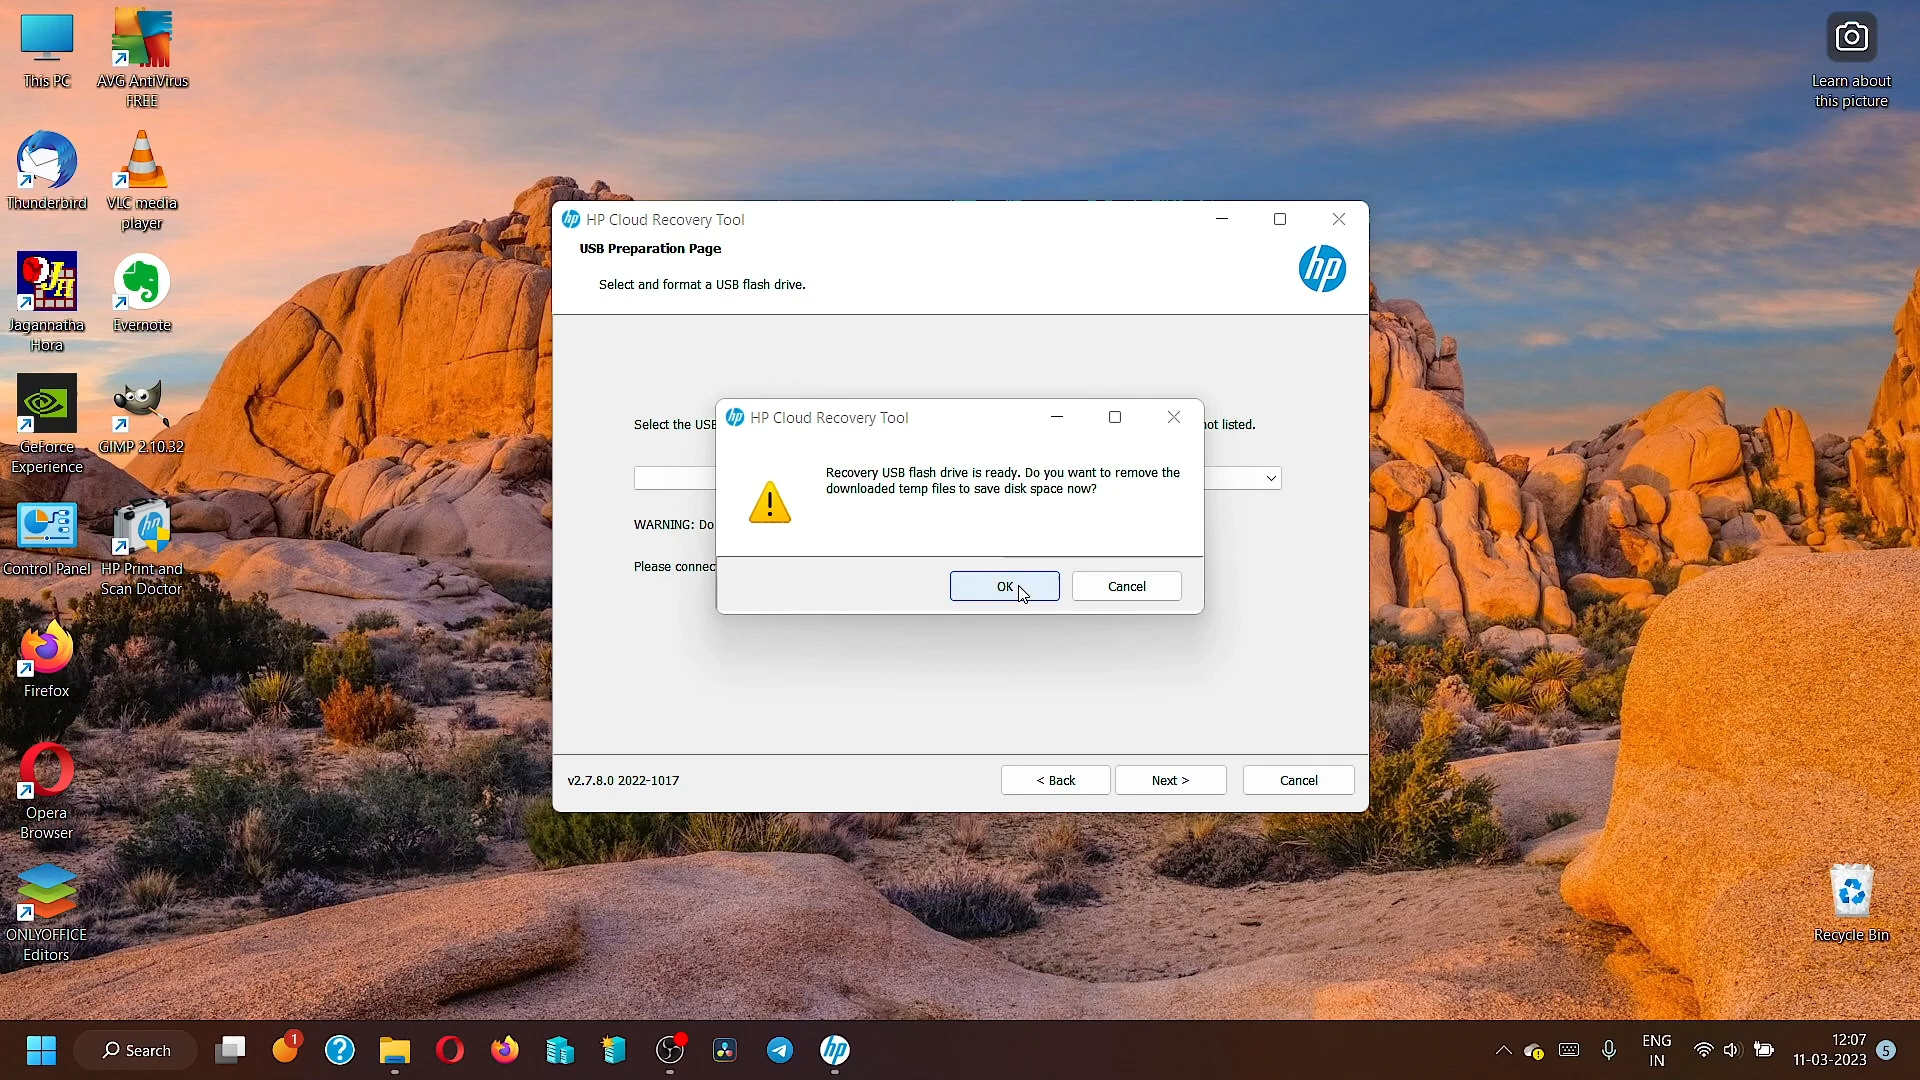 This PC
AVG AntiVirus
FREE
Learn about
this picture
Thunderbird
VLC media
player
Jagannatha
Hora
Evernote
GeForce
Experience
GIMP 2.10.32
Control Panel
HP Print and
Scan Doctor
Firefox
Opera
Browser
ONLYOFFICE
Editors
Recycle Bin
hp HP Cloud Recovery Tool
USB Preparation Page
Select and format a USB flash drive.
hp
Select the USB
not listed.
WARNING: Do
Please connec
hp HP Cloud Recovery Tool
Recovery USB flash drive is ready. Do you want to remove the
downloaded temp files to save disk space now?
OK
Cancel
v2.7.8.0 2022-1017
< Back
Next >
Cancel
Search
1
ENG
IN
12:07
11-03-2023
5